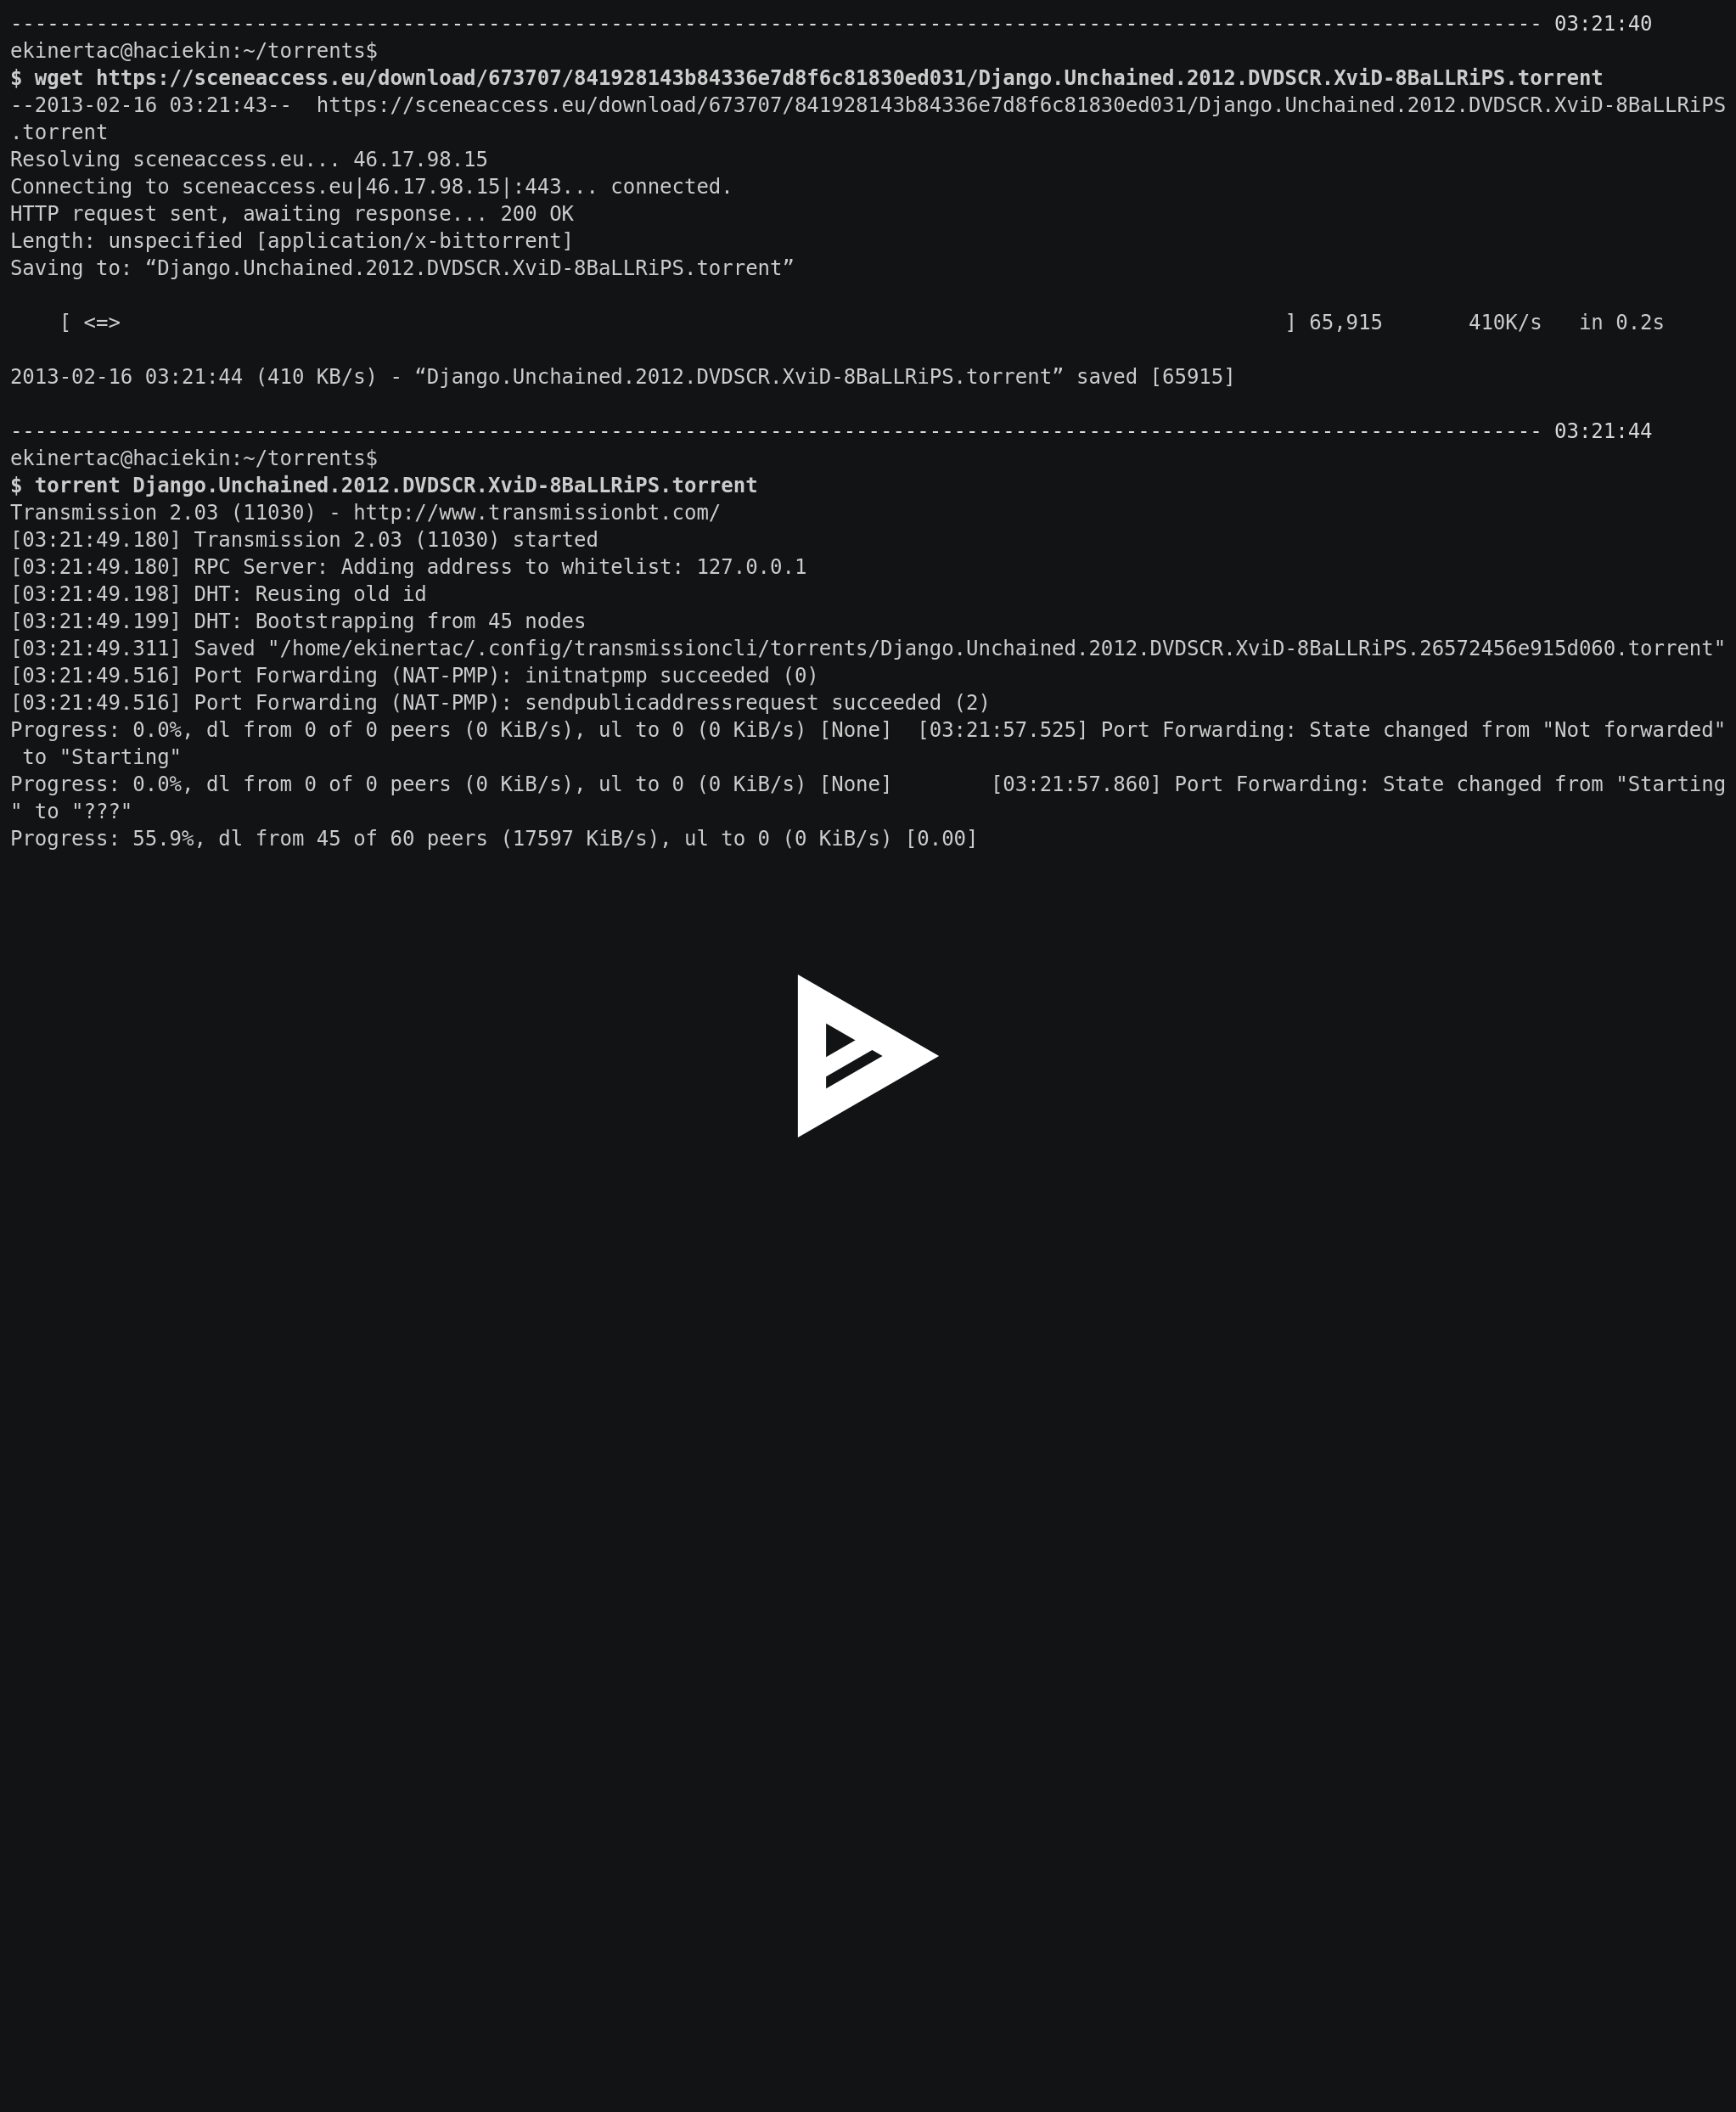 ----------------------------------------------------------------------------------------------------------------------------- 03:21:40
ekinertac@haciekin:~/torrents$
$ wget https://sceneaccess.eu/download/673707/841928143b84336e7d8f6c81830ed031/Django.Unchained.2012.DVDSCR.XviD-8BaLLRiPS.torrent
--2013-02-16 03:21:43--  https://sceneaccess.eu/download/673707/841928143b84336e7d8f6c81830ed031/Django.Unchained.2012.DVDSCR.XviD-8BaLLRiPS
.torrent
Resolving sceneaccess.eu... 46.17.98.15
Connecting to sceneaccess.eu|46.17.98.15|:443... connected.
HTTP request sent, awaiting response... 200 OK
Length: unspecified [application/x-bittorrent]
Saving to: “Django.Unchained.2012.DVDSCR.XviD-8BaLLRiPS.torrent”
    [ <=>                                                                                               ] 65,915       410K/s   in 0.2s
2013-02-16 03:21:44 (410 KB/s) - “Django.Unchained.2012.DVDSCR.XviD-8BaLLRiPS.torrent” saved [65915]
----------------------------------------------------------------------------------------------------------------------------- 03:21:44
ekinertac@haciekin:~/torrents$
$ torrent Django.Unchained.2012.DVDSCR.XviD-8BaLLRiPS.torrent
Transmission 2.03 (11030) - http://www.transmissionbt.com/
[03:21:49.180] Transmission 2.03 (11030) started
[03:21:49.180] RPC Server: Adding address to whitelist: 127.0.0.1
[03:21:49.198] DHT: Reusing old id
[03:21:49.199] DHT: Bootstrapping from 45 nodes
[03:21:49.311] Saved "/home/ekinertac/.config/transmissioncli/torrents/Django.Unchained.2012.DVDSCR.XviD-8BaLLRiPS.26572456e915d060.torrent"
[03:21:49.516] Port Forwarding (NAT-PMP): initnatpmp succeeded (0)
[03:21:49.516] Port Forwarding (NAT-PMP): sendpublicaddressrequest succeeded (2)
Progress: 0.0%, dl from 0 of 0 peers (0 KiB/s), ul to 0 (0 KiB/s) [None]  [03:21:57.525] Port Forwarding: State changed from "Not forwarded"
 to "Starting"
Progress: 0.0%, dl from 0 of 0 peers (0 KiB/s), ul to 0 (0 KiB/s) [None]        [03:21:57.860] Port Forwarding: State changed from "Starting
" to "???"
Progress: 55.9%, dl from 45 of 60 peers (17597 KiB/s), ul to 0 (0 KiB/s) [0.00]